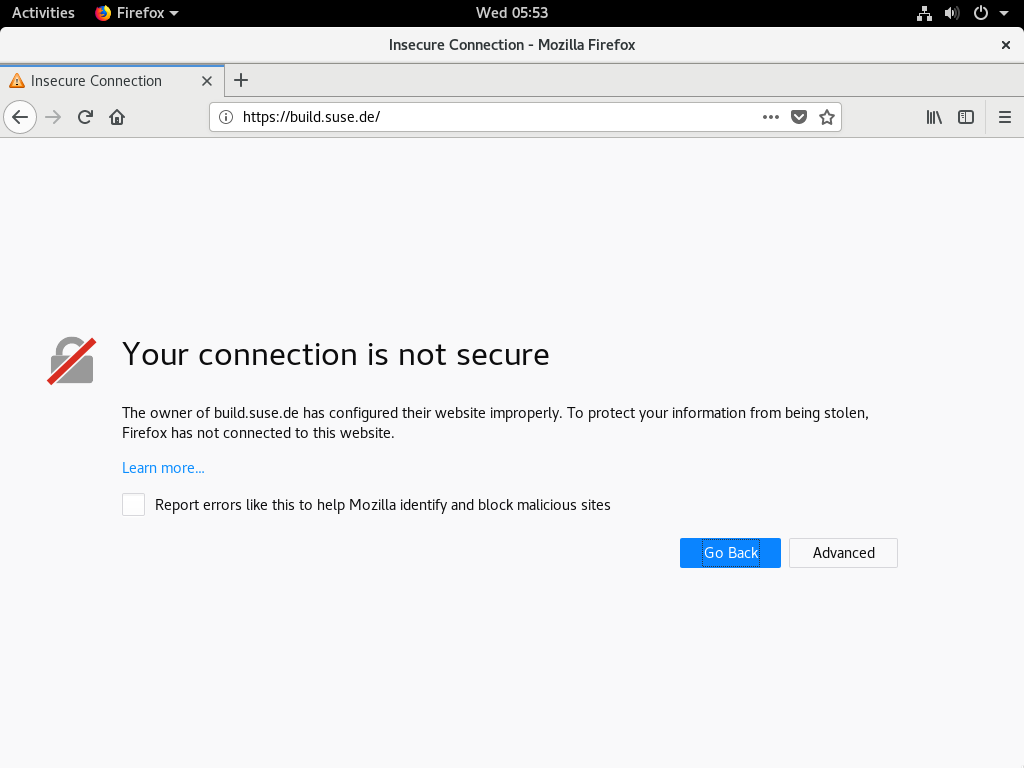 Activities Firefox Wed 05:53
Insecure Connection - Mozilla Firefox
Insecure Connection
https://build.suse.de/
Your connection is not secure
The owner of build.suse.de has configured their website improperly. To protect your information from being stolen,
Firefox has not connected to this website.
Learn more...
Report errors like this to help Mozilla identify and block malicious sites
Go Back Advanced